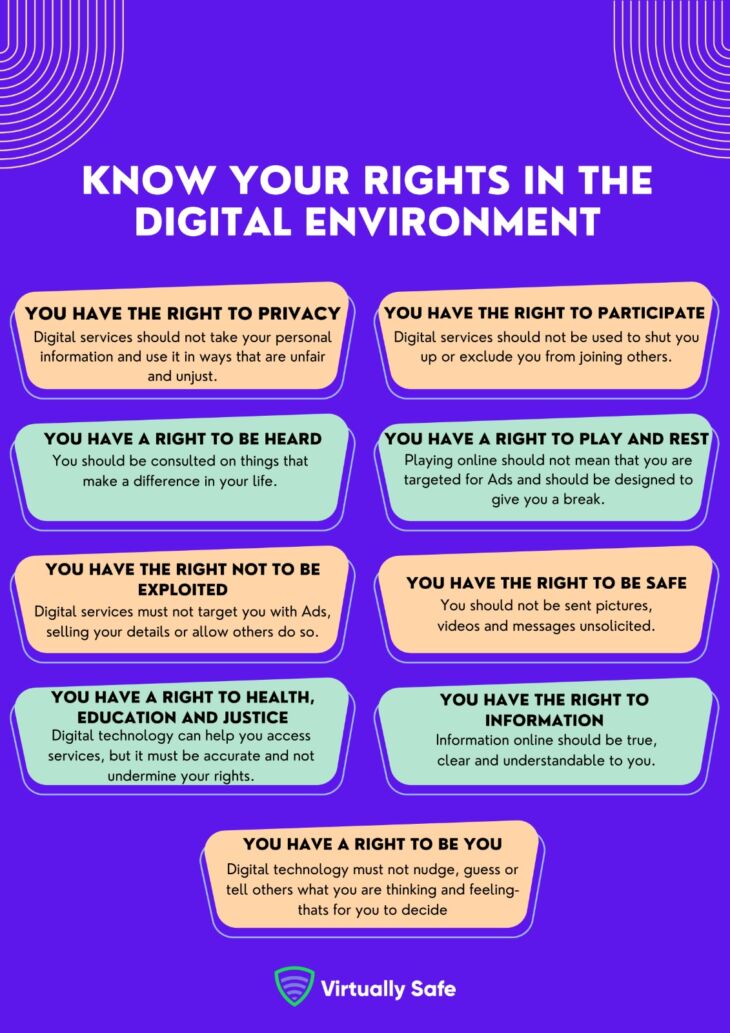 KNOW YOUR RIGHTS IN THE
DIGITAL ENVIRONMENT
YOU HAVE THE RIGHT TO PRIVACY
Digital services should not take your personal
information and use it in ways that are unfair
and unjust.
YOU HAVE THE RIGHT TO PARTICIPATE
Digital services should not be used to shut you
up or exclude you from joining others.
YOU HAVE A RIGHT TO BE HEARD
You should be consulted on things that
make a difference in your life.
YOU HAVE A RIGHT TO PLAY AND REST
Playing online should not mean that you are
targeted for Ads and should be designed to
give you a break.
YOU HAVE THE RIGHT NOT TO BE
EXPLOITED
Digital services must not target you with Ads,
selling your details or allow others do so.
YOU HAVE THE RIGHT TO BE SAFE
You should not be sent pictures,
videos and messages unsolicited.
YOU HAVE A RIGHT TO HEALTH,
EDUCATION AND JUSTICE
Digital technology can help you access
services, but it must be accurate and not
undermine your rights.
YOU HAVE THE RIGHT TO
INFORMATION
Information online should be true,
clear and understandable to you.
YOU HAVE A RIGHT TO BE YOU
Digital technology must not nudge, guess or
tell others what you are thinking and feeling-
thats for you to decide
Virtually Safe